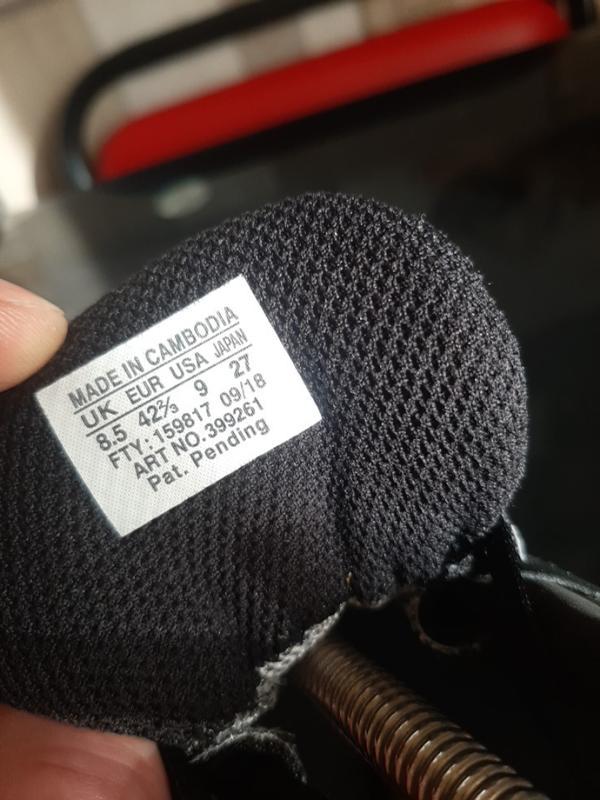 MADE IN CAMBODIA
UK EUR USA JAPAN
8.5 42⅔ 9 27
FTY: 159817 09/18
ART NO.399261
Pat. Pending